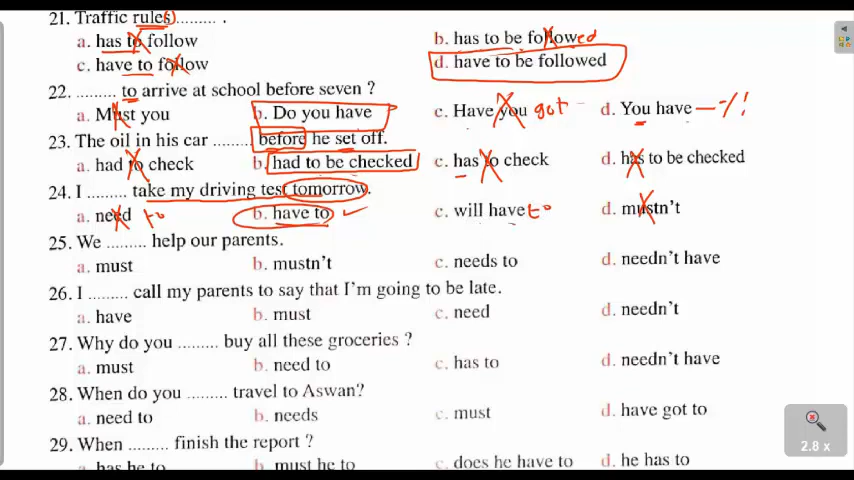 21. Traffic rules ......... .
a. has to follow b. has to be followed
c. have to follow d. have to be followed
22. ......... to arrive at school before seven ?
a. Must you b. Do you have c. Have you got d. You have
23. The oil in his car ......... before he set off.
a. had to check b. had to be checked c. has to check d. has to be checked
24. I ......... take my driving test tomorrow.
a. need to b. have to c. will have to d. mustn't
25. We ......... help our parents.
a. must b. mustn't c. needs to d. needn't have
26. I ......... call my parents to say that I'm going to be late.
a. have b. must c. need d. needn't
27. Why do you ......... buy all these groceries ?
a. must b. need to c. has to d. needn't have
28. When do you ......... travel to Aswan?
a. need to b. needs c. must d. have got to
29. When ......... finish the report ?
a. has he to b. must he to c. does he have to d. he has to
2.8 x